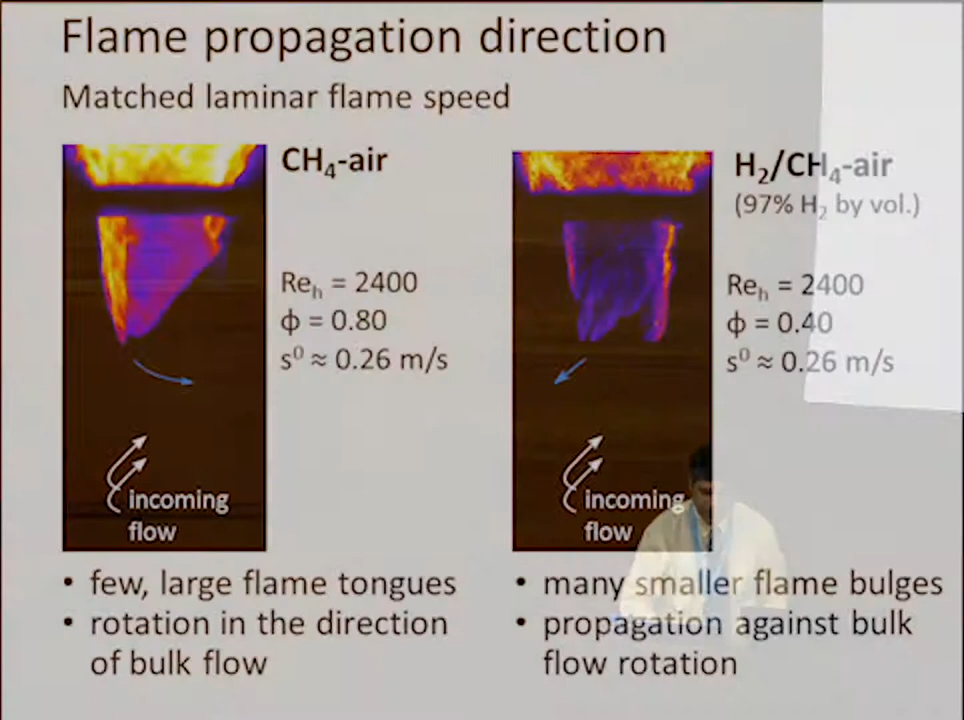 Flame propagation direction
Matched laminar flame speed
CH₄-air
Reₕ = 2400
ϕ = 0.80
s⁰ ≈ 0.26 m/s
incoming
flow
• few, large flame tongues
• rotation in the direction
of bulk flow
H₂/CH₄-air
(97% H₂ by vol.)
Reₕ = 2400
ϕ = 0.40
s⁰ ≈ 0.26 m/s
incoming
flow
• many smaller flame bulges
• propagation against bulk
flow rotation